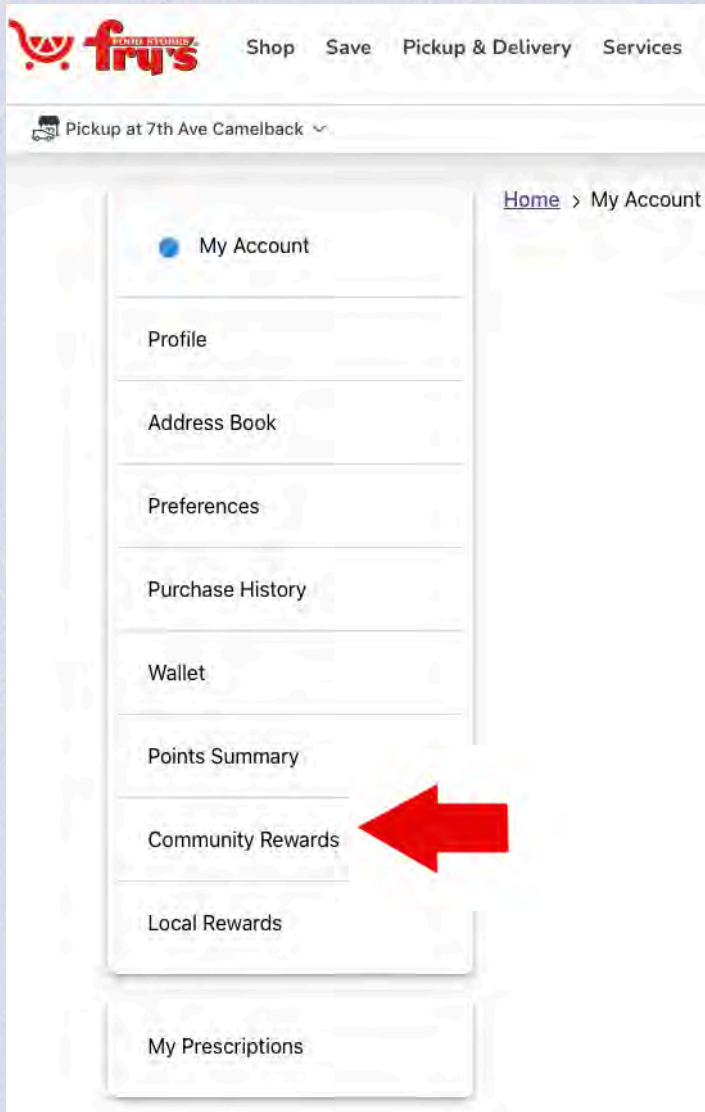 FOOD STORES
fry's
Shop Save Pickup & Delivery Services
Pickup at 7th Ave Camelback
Home > My Account
My Account
Profile
Address Book
Preferences
Purchase History
Wallet
Points Summary
Community Rewards
Local Rewards
My Prescriptions